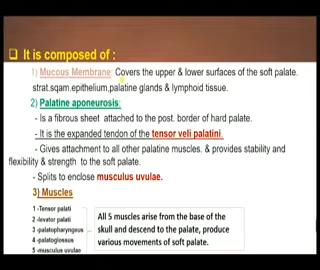 It is composed of :
1) Mucous Membrane: Covers the upper & lower surfaces of the soft palate.
strat.sqam.epithelium,palatine glands & lymphoid tissue.
2) Palatine aponeurosis:
- Is a fibrous sheet attached to the post. border of hard palate.
- It is the expanded tendon of the tensor veli palatini.
- Gives attachment to all other palatine muscles. & provides stability and
flexibility & strength to the soft palate.
- Splits to enclose musculus uvulae.
3) Muscles
1 -Tensor palati
2 -levator palati
3 -palatopharyngeus
4 -palatoglossus
5 -musculus uvulae
All 5 muscles arise from the base of the
skull and descend to the palate, produce
various movements of soft palate.